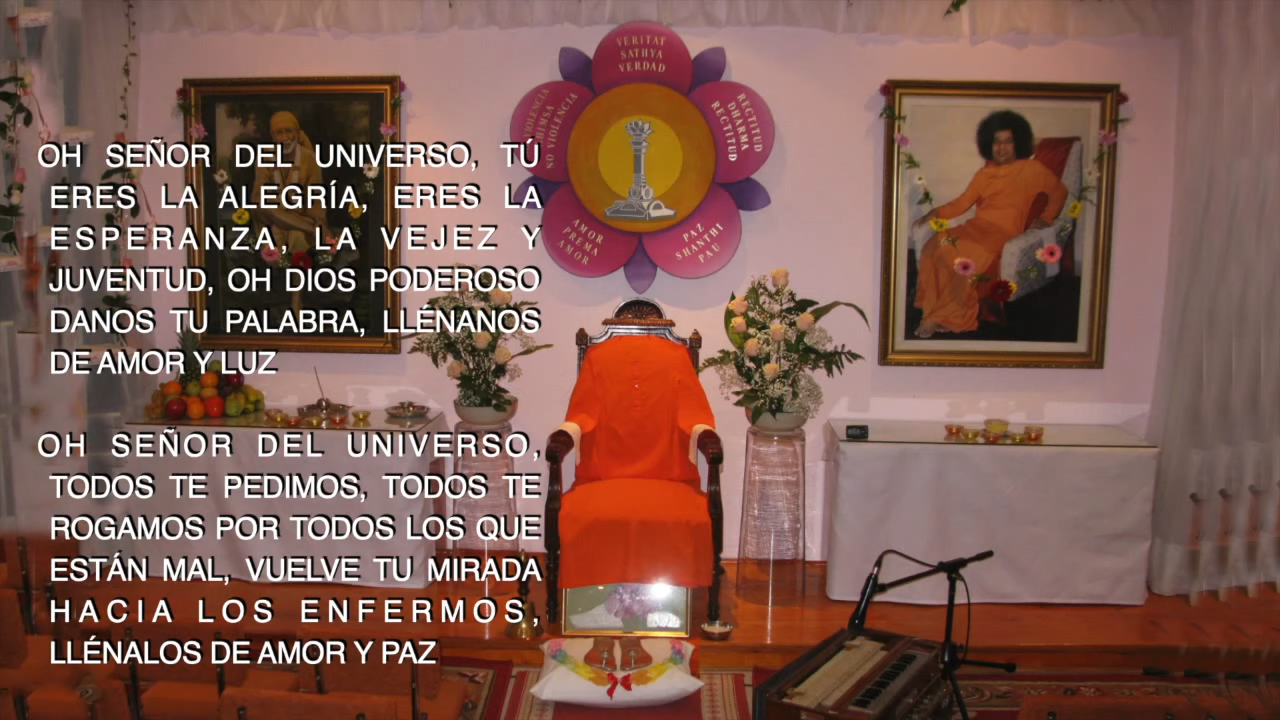 OH SEÑOR DEL UNIVERSO, TÚ
ERES LA ALEGRÍA, ERES LA
ESPERANZA, LA VEJEZ Y
JUVENTUD, OH DIOS PODEROSO
DANOS TU PALABRA, LLÉNANOS
DE AMOR Y LUZ
OH SEÑOR DEL UNIVERSO,
TODOS TE PEDIMOS, TODOS TE
ROGAMOS POR TODOS LOS QUE
ESTÁN MAL, VUELVE TU MIRADA
HACIA LOS ENFERMOS,
LLÉNALOS DE AMOR Y PAZ
VERITAT
SATHYA
VERDAD
RECTITUD
DHARMA
RECTITUD
PAZ
SHANTHI
PAU
AMOR
PREMA
AMOR
NO VIOLENCIA